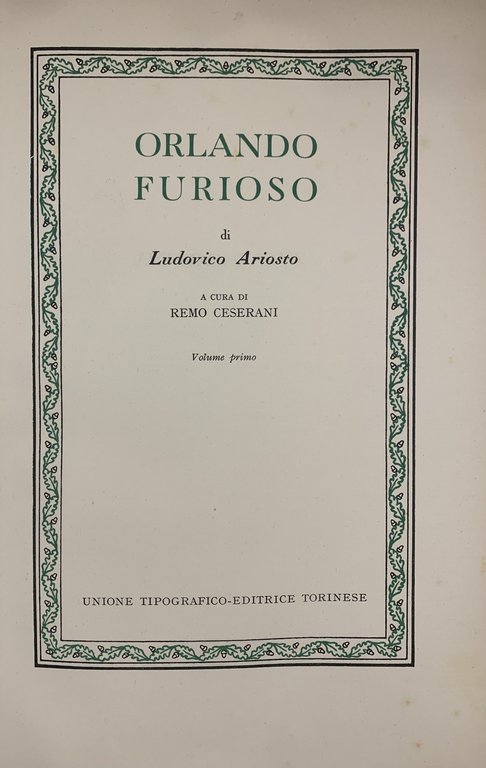 ORLANDO
FURIOSO
di
Ludovico Ariosto
A CURA DI
REMO CESERANI
Volume primo
UNIONE TIPOGRAFICO-EDITRICE TORINESE